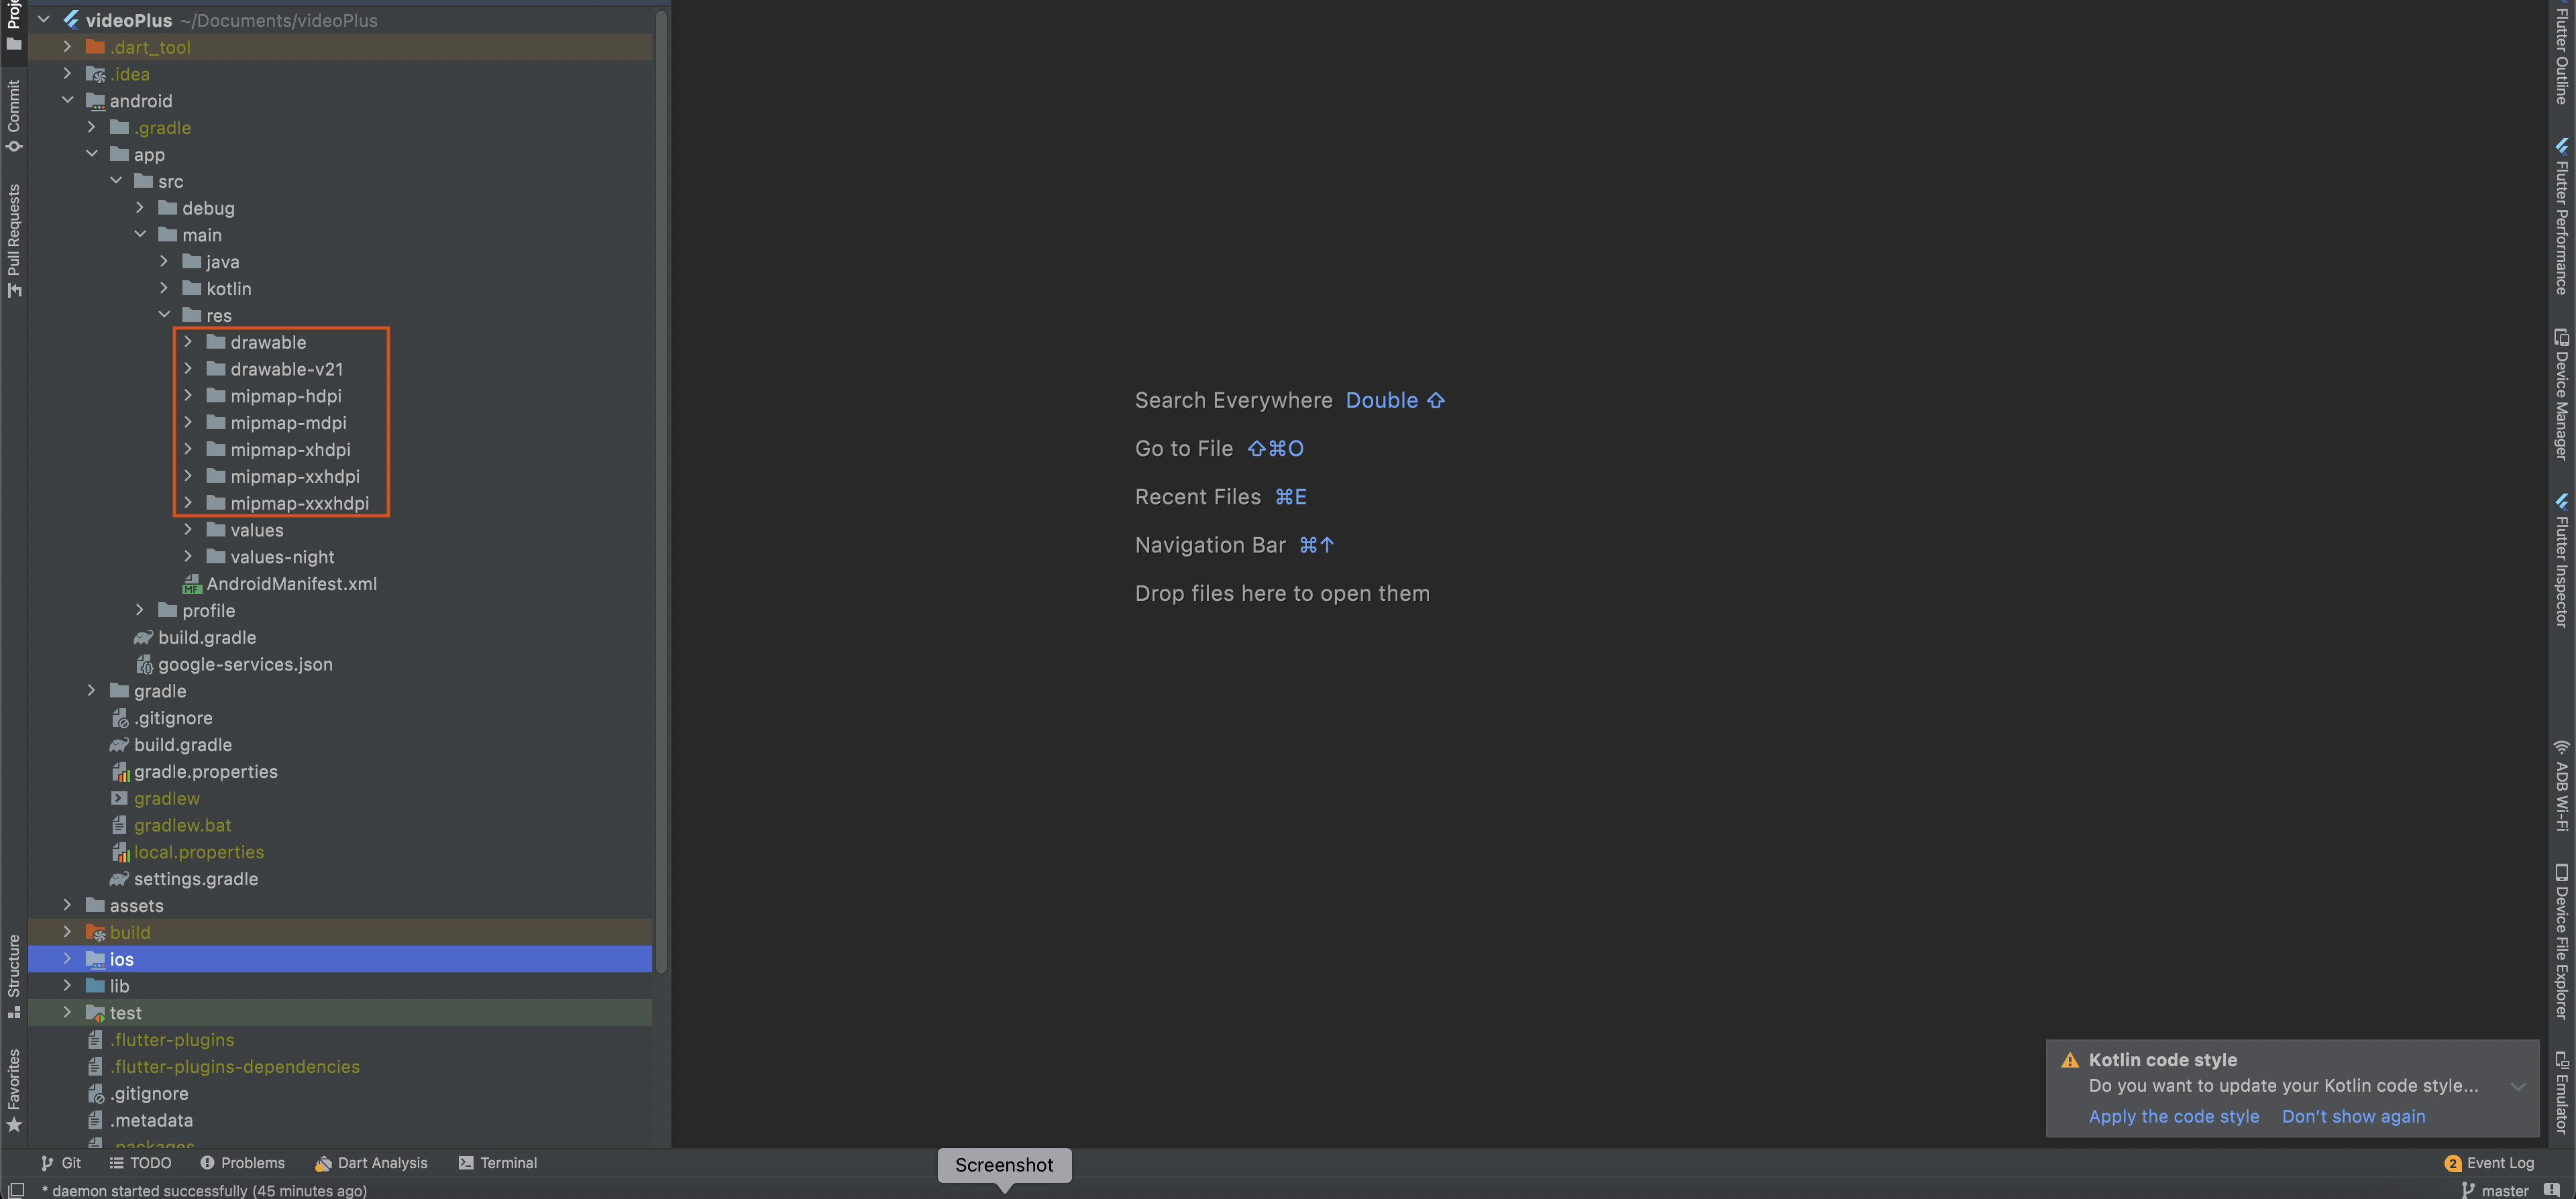 Proje
Commit
Pull Requests
Structure
Favorites
videoPlus ~/Documents/videoPlus
.dart_tool
.idea
android
.gradle
app
src
debug
main
java
kotlin
res
drawable
drawable-v21
mipmap-hdpi
mipmap-mdpi
mipmap-xhdpi
mipmap-xxhdpi
mipmap-xxxhdpi
values
values-night
AndroidManifest.xml
profile
build.gradle
google-services.json
gradle
.gitignore
build.gradle
gradle.properties
gradlew
gradlew.bat
local.properties
settings.gradle
assets
build
ios
lib
test
.flutter-plugins
.flutter-plugins-dependencies
.gitignore
.metadata
.packages
Search Everywhere Double ⇧
Go to File ⇧⌘O
Recent Files ⌘E
Navigation Bar ⌘↑
Drop files here to open them
Flutter Outline
Flutter Performance
Device Manager
Flutter Inspector
ADB Wi-Fi
Device File Explorer
Emulator
Kotlin code style
Do you want to update your Kotlin code style...
Apply the code style Don't show again
Git TODO Problems Dart Analysis Terminal
Screenshot
2 Event Log
* daemon started successfully (45 minutes ago)
master